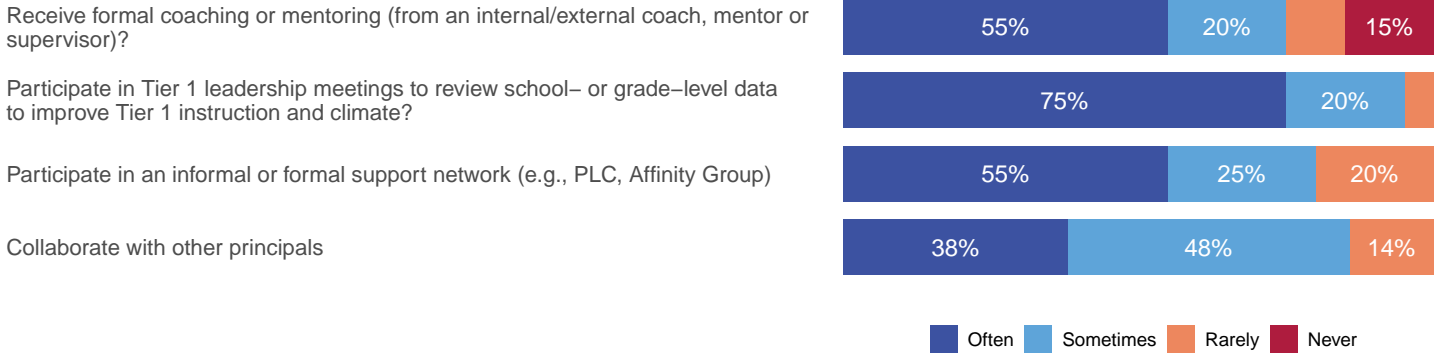 Receive formal coaching or mentoring (from an internal/external coach, mentor or
supervisor)?
55% 20% 15%
Participate in Tier 1 leadership meetings to review school− or grade−level data
to improve Tier 1 instruction and climate?
75% 20%
Participate in an informal or formal support network (e.g., PLC, Affinity Group)
55% 25% 20%
Collaborate with other principals
38% 48% 14%
Often Sometimes Rarely Never